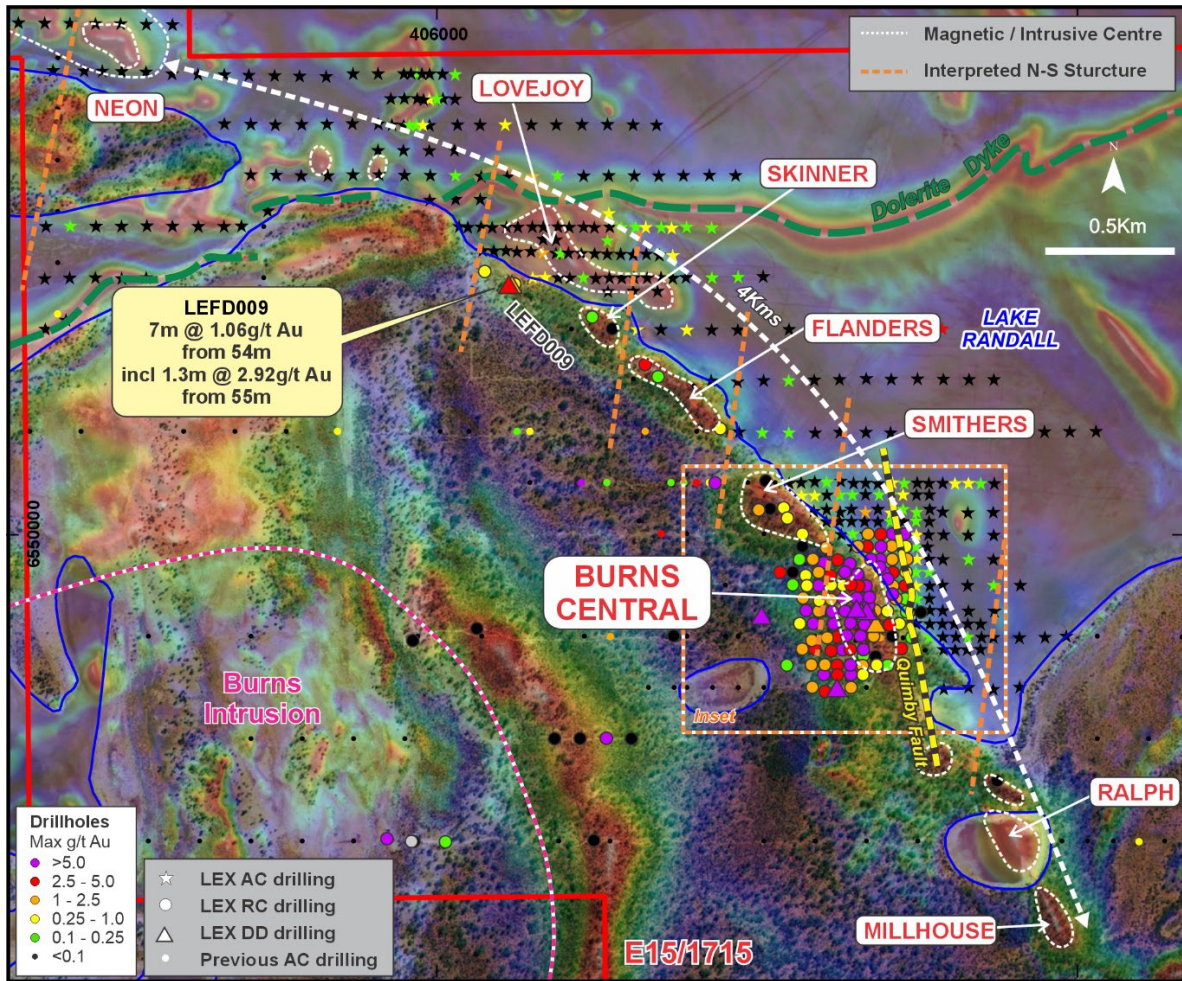 406000
Magnetic / Intrusive Centre
Interpreted N-S Sturcture
NEON
LOVEJOY
SKINNER
Dolerite Dyke
N
0.5Km
LEFD009
7m @ 1.06g/t Au
from 54m
incl 1.3m @ 2.92g/t Au
from 55m
LEFD009
4Kms
FLANDERS
LAKE
RANDALL
SMITHERS
6550000
BURNS
CENTRAL
Burns
Intrusion
Inset
Quimby Fault
RALPH
MILLHOUSE
E15/1715
Drillholes
Max g/t Au
>5.0
2.5 - 5.0
1 - 2.5
0.25 - 1.0
0.1 - 0.25
<0.1
LEX AC drilling
LEX RC drilling
LEX DD drilling
Previous AC drilling